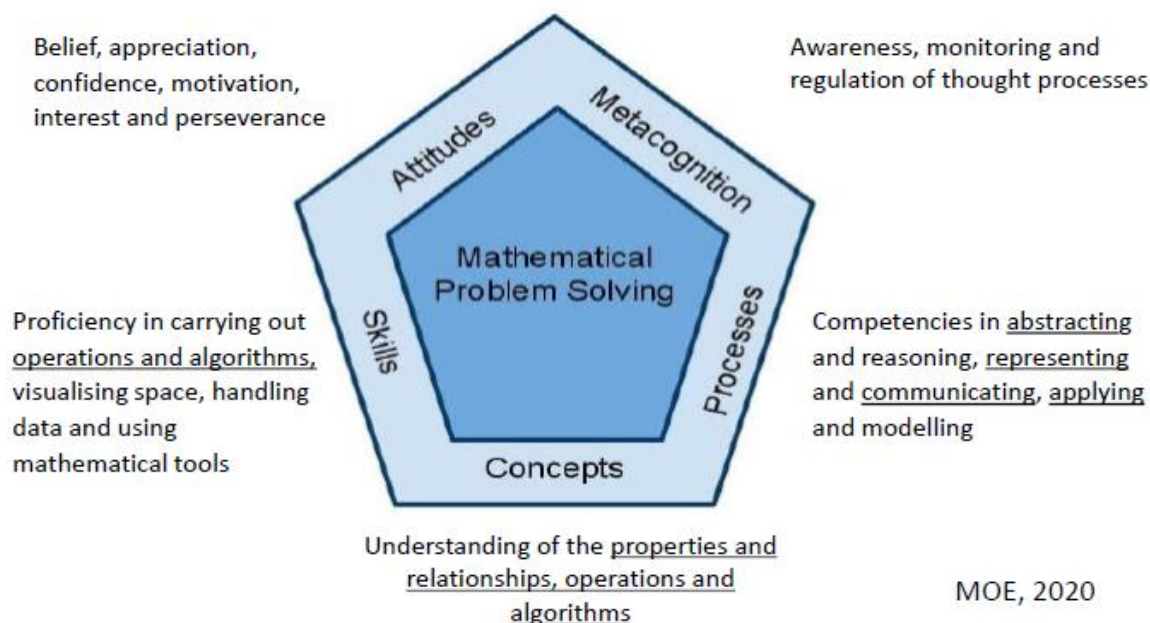 Belief, appreciation,
confidence, motivation,
interest and perseverance
Awareness, monitoring and
regulation of thought processes
Attitudes
Metacognition
Mathematical
Problem Solving
Skills
Processes
Concepts
Proficiency in carrying out
operations and algorithms,
visualising space, handling
data and using
mathematical tools
Competencies in abstracting
and reasoning, representing
and communicating, applying
and modelling
Understanding of the properties and
relationships, operations and
algorithms
MOE, 2020